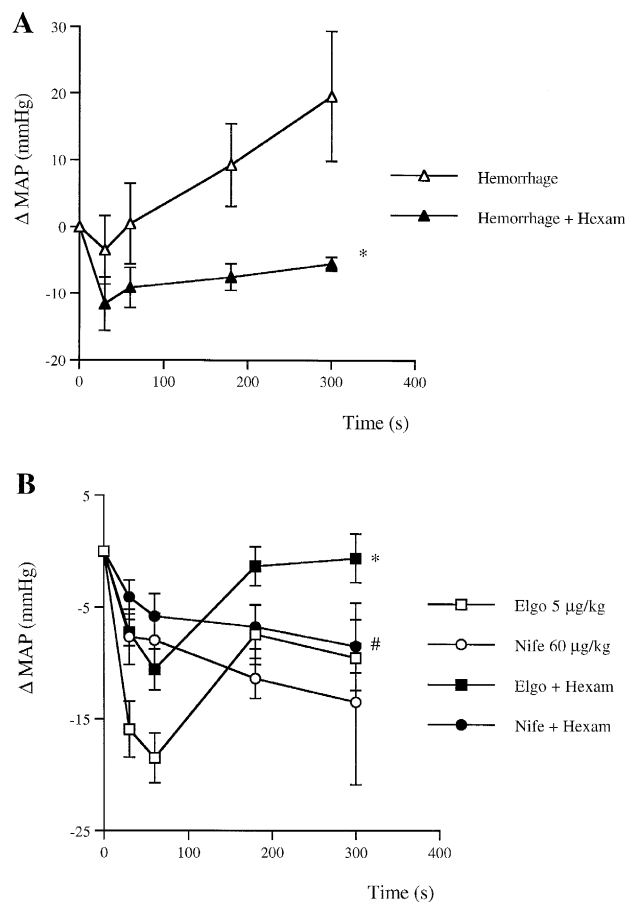 A
30
20
10
0
-10
-20
Δ MAP (mmHg)
0 100 200 300 400
Time (s)
*
Hemorrhage
Hemorrhage + Hexam
B
5
-5
-15
-25
Δ MAP (mmHg)
0 100 200 300 400
Time (s)
*
#
Elgo 5 μg/kg
Nife 60 μg/kg
Elgo + Hexam
Nife + Hexam